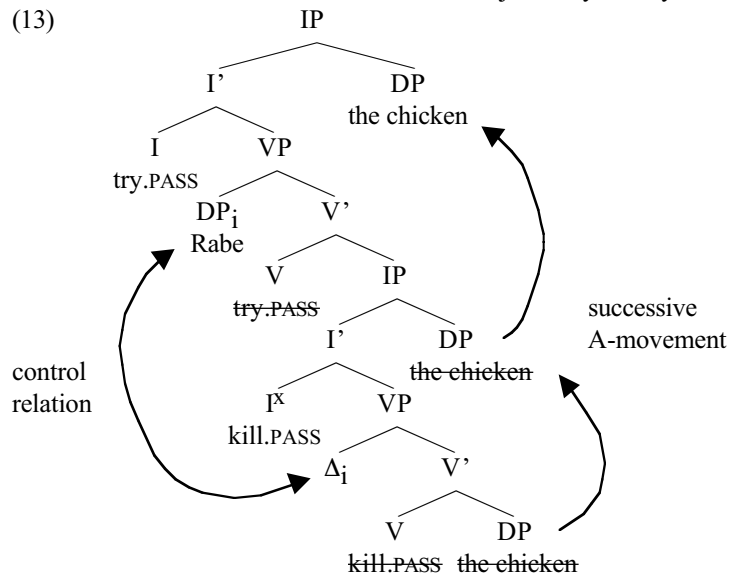 (13) IP
I’ DP
the chicken
I VP
try.PASS
DPi V’
Rabe
V IP
try.PASS
successive
I’ DP
A-movement
the chicken
control
relation
Ix VP
kill.PASS
Δi V’
V DP
kill.PASS the chicken